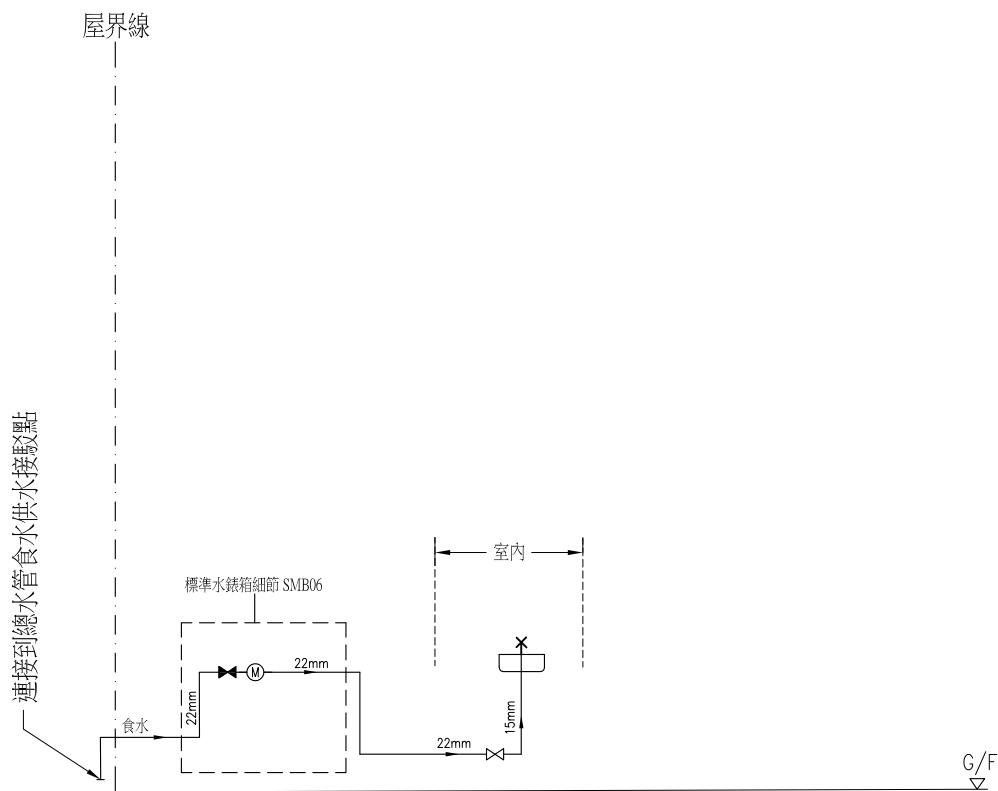 屋界線
連接到總水管食水供水接駁點
室內
標準水錶箱細節 SMB06
22mm
M
22mm
食水
15mm
22mm
G/F